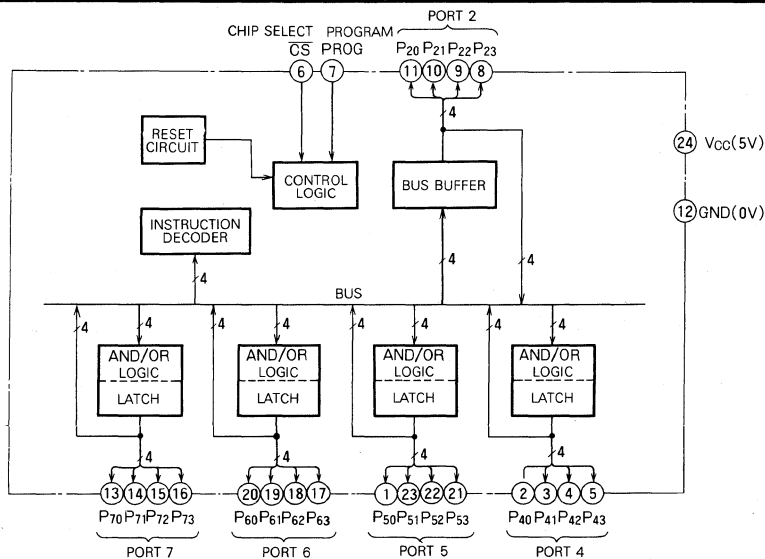 PORT 2
CHIP SELECT PROGRAM
CS PROG P20 P21 P22 P23
6 7 11 10 9 8
4
RESET
CIRCUIT
CONTROL
LOGIC
BUS BUFFER
24 VCC(5V)
12 GND(0V)
INSTRUCTION
DECODER
4 4 4
BUS
4 4 4 4 4 4 4 4
AND/OR AND/OR AND/OR AND/OR
LOGIC LOGIC LOGIC LOGIC
LATCH LATCH LATCH LATCH
4 4 4 4
13 14 15 16 20 19 18 17 1 23 22 21 2 3 4 5
P70 P71 P72 P73 P60 P61 P62 P63 P50 P51 P52 P53 P40 P41 P42 P43
PORT 7 PORT 6 PORT 5 PORT 4